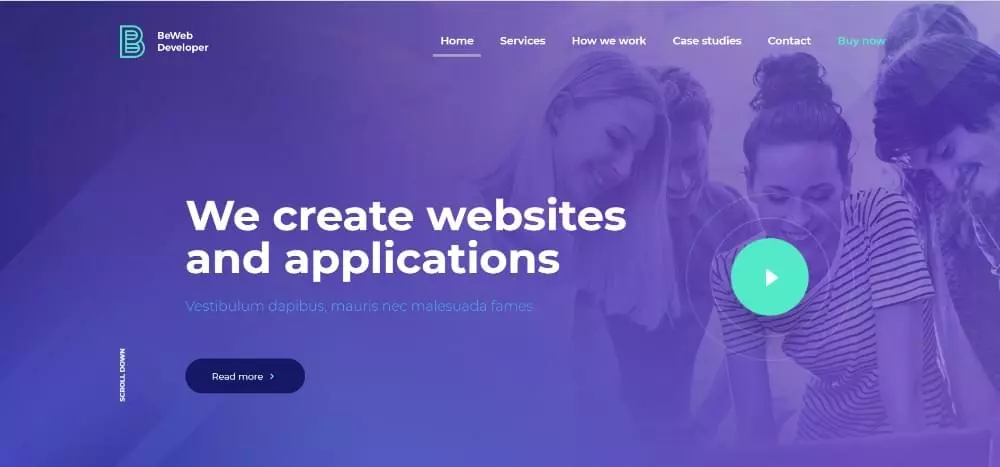 BeWeb
Developer
Home Services How we work Case studies Contact Buy now
We create websites
and applications
Vestibulum dapibus, mauris nec malesuada fames.
SCROLL DOWN
Read more